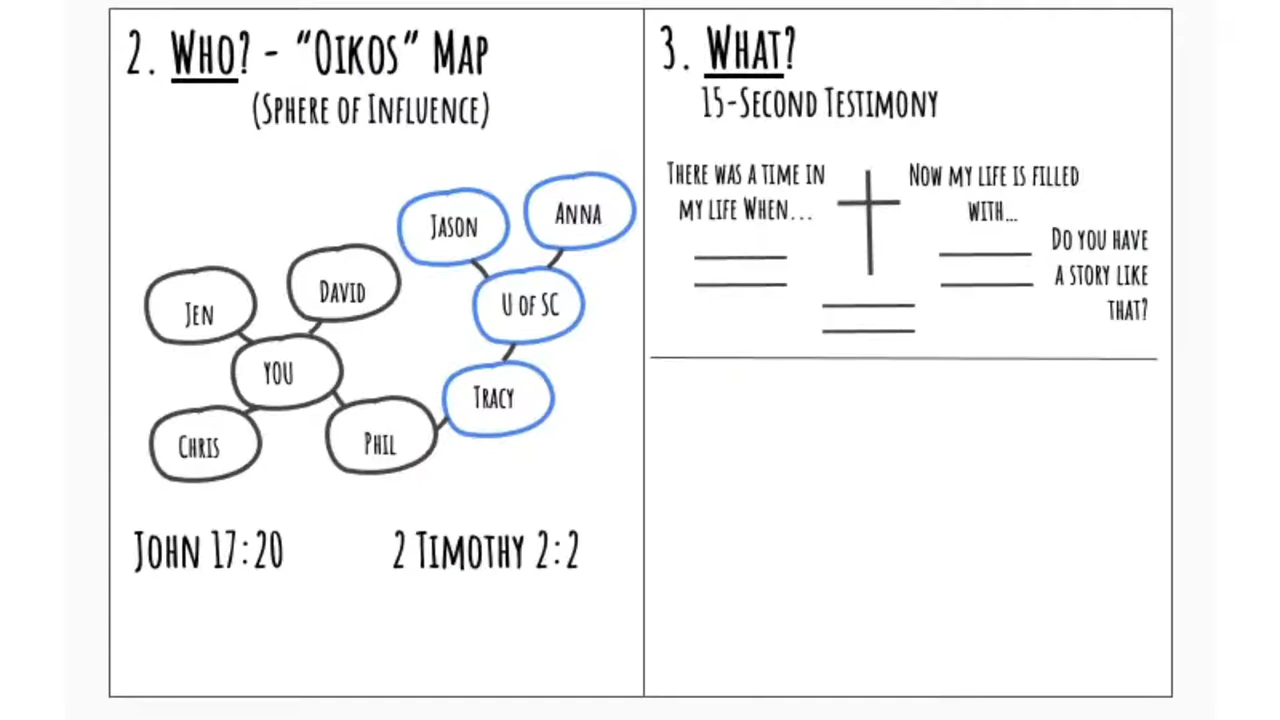 2. WHO? - “OIKOS” MAP
(SPHERE OF INFLUENCE)
JASON
ANNA
JEN
DAVID
U OF SC
YOU
TRACY
CHRIS
PHIL
JOHN 17:20
2 TIMOTHY 2:2
3. WHAT?
15-SECOND TESTIMONY
THERE WAS A TIME IN
MY LIFE WHEN...
NOW MY LIFE IS FILLED
WITH...
DO YOU HAVE
A STORY LIKE
THAT?